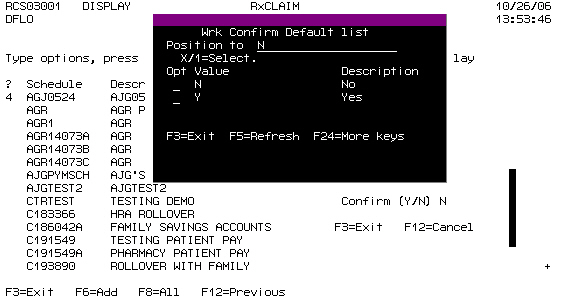 RCS03001 DISPLAY RxCLAIM 10/26/06
DFLO 13:53:46
Wrk Confirm Default list
Position to N
Type options, press lay
X/1=Select.
Opt Value Description
N No
Y Yes
F3=Exit F5=Refresh F24=More keys
? Schedule Descr
4 AGJ0524 AJG05
AGR AGR P
AGR1 AGR
AGR14073A AGR
AGR14073B AGR
AGR14073C AGR
AJGPYMSCH AJG'S
AJGTEST2 AJGTEST2
CTRTEST TESTING DEMO Confirm (Y/N) N
C183366 HRA ROLLOVER
C186042A FAMILY SAVINGS ACCOUNTS F3=Exit F12=Cancel
C191549 TESTING PATIENT PAY
C191549A PHARMACY PATIENT PAY
C193890 ROLLOVER WITH FAMILY +
F3=Exit F6=Add F8=All F12=Previous